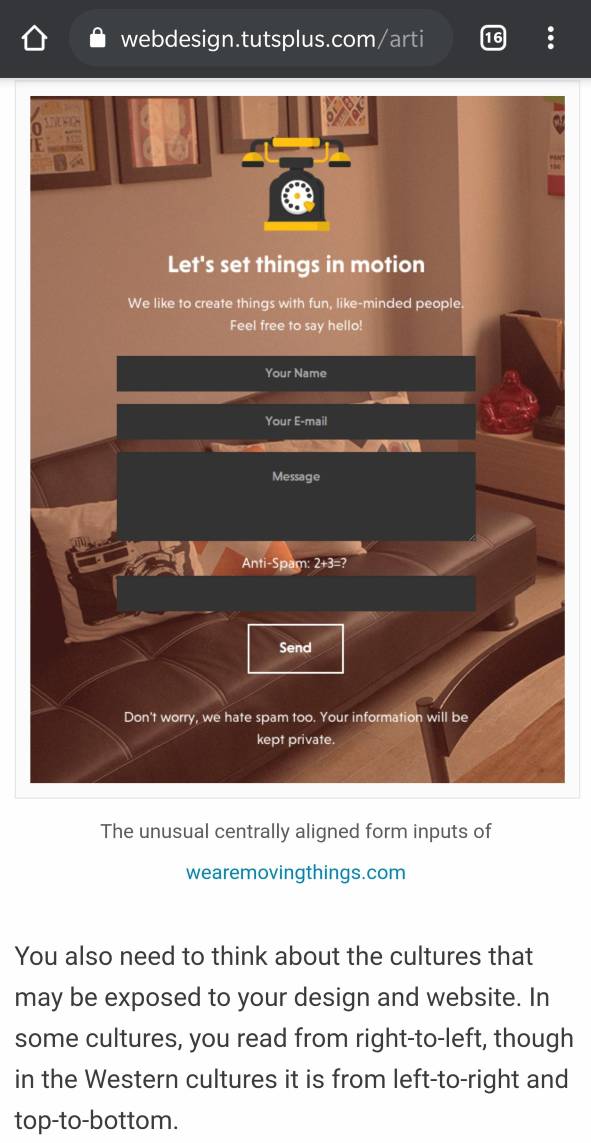 webdesign.tutsplus.com/arti
16
Let's set things in motion
We like to create things with fun, like-minded people.
Feel free to say hello!
Your Name
Your E-mail
Message
Anti-Spam: 2+3=?
Send
Don't worry, we hate spam too. Your information will be
kept private.
The unusual centrally aligned form inputs of
wearemovingthings.com
You also need to think about the cultures that
may be exposed to your design and website. In
some cultures, you read from right-to-left, though
in the Western cultures it is from left-to-right and
top-to-bottom.